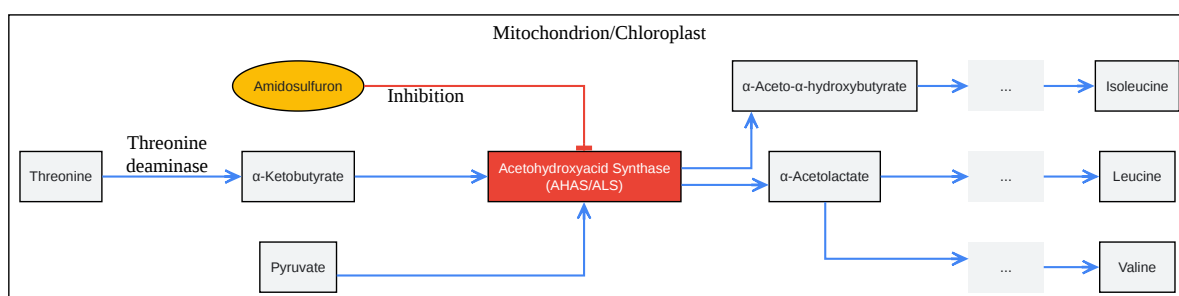 Mitochondrion/Chloroplast
Amidosulfuron
Inhibition
α-Aceto-α-hydroxybutyrate
...
Isoleucine
Threonine
Threonine
deaminase
α-Ketobutyrate
Acetohydroxyacid Synthase
(AHAS/ALS)
α-Acetolactate
...
Leucine
Pyruvate
...
Valine